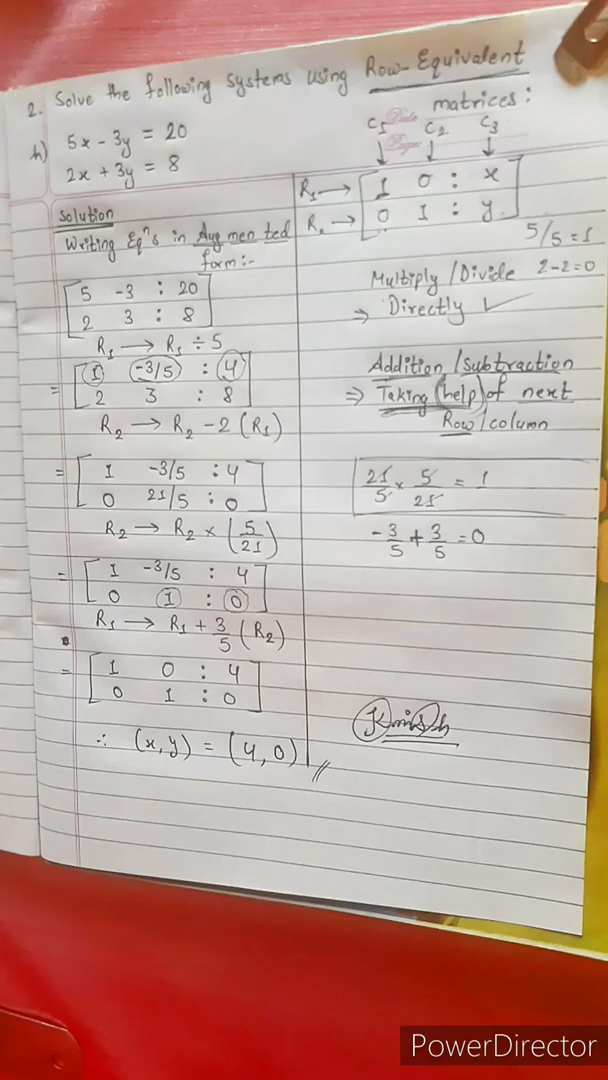 2. Solve the following systems using Row-Equivalent
matrices:
h) 5x - 3y = 20
2x + 3y = 8
Solution
Writing Eqⁿs in Augmented
form:-
[ 5 -3 : 20
2 3 : 8 ]
R₁ → R₁ ÷ 5
= [ 1 -3/5 : 4
2 3 : 8 ]
R₂ → R₂ - 2 (R₁)
= [ 1 -3/5 : 4
0 21/5 : 0 ]
R₂ → R₂ × (5/21)
= [ 1 -3/5 : 4
0 1 : 0 ]
R₁ → R₁ + 3/5 (R₂)
= [ 1 0 : 4
0 1 : 0 ]
∴ (x,y) = (4,0)
Date
Page
C₁ C₂ C₃
↓ ↓ ↓
R₁ → [ 1 0 : x
R₂ → 0 1 : y ]
5/5 = 1
Multiply /Divide 2-2=0
⇒ Directly ✓
Addition /Subtraction
⇒ Taking (help) of next
Row/column
21/5 × 5/21 = 1
-3/5 + 3/5 = 0
PowerDirector